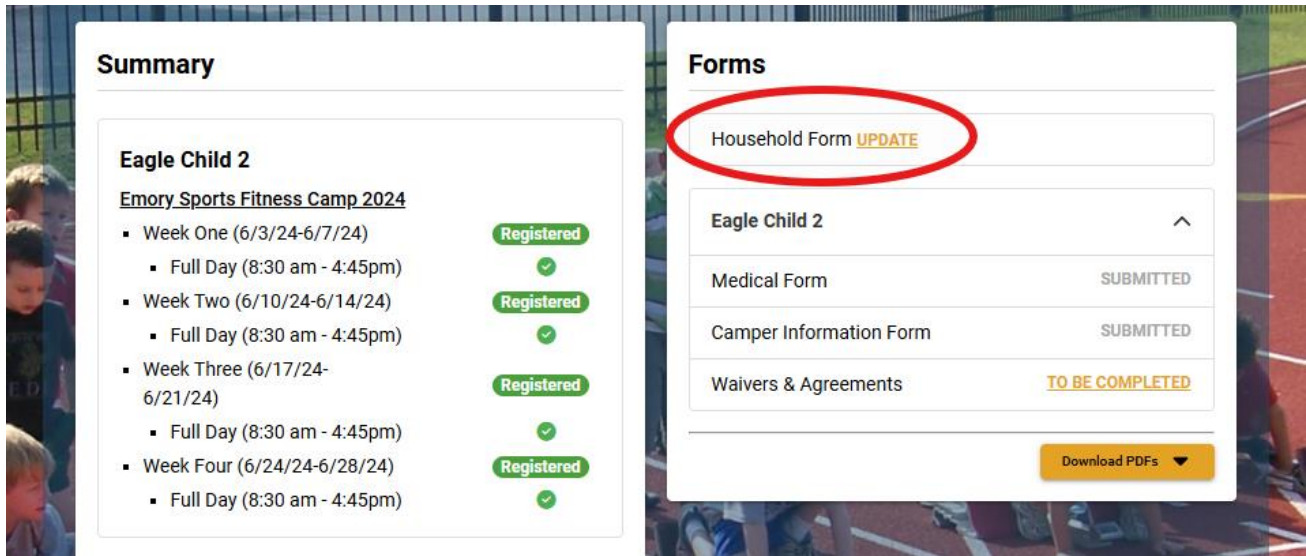 Summary
Eagle Child 2
Emory Sports Fitness Camp 2024
Week One (6/3/24-6/7/24) Registered
Full Day (8:30 am - 4:45pm)
Week Two (6/10/24-6/14/24) Registered
Full Day (8:30 am - 4:45pm)
Week Three (6/17/24-
6/21/24) Registered
Full Day (8:30 am - 4:45pm)
Week Four (6/24/24-6/28/24) Registered
Full Day (8:30 am - 4:45pm)
Forms
Household Form UPDATE
Eagle Child 2
Medical Form SUBMITTED
Camper Information Form SUBMITTED
Waivers & Agreements TO BE COMPLETED
Download PDFs